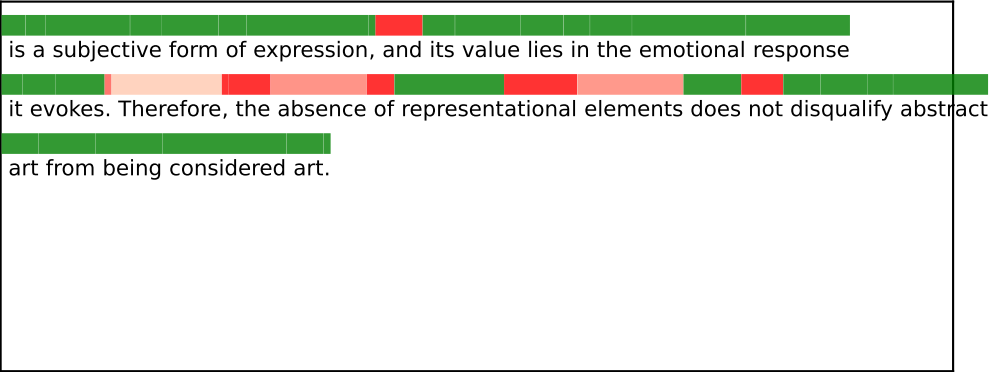 is a subjective form of expression, and its value lies in the emotional response
it evokes. Therefore, the absence of representational elements does not disqualify abstract
art from being considered art.